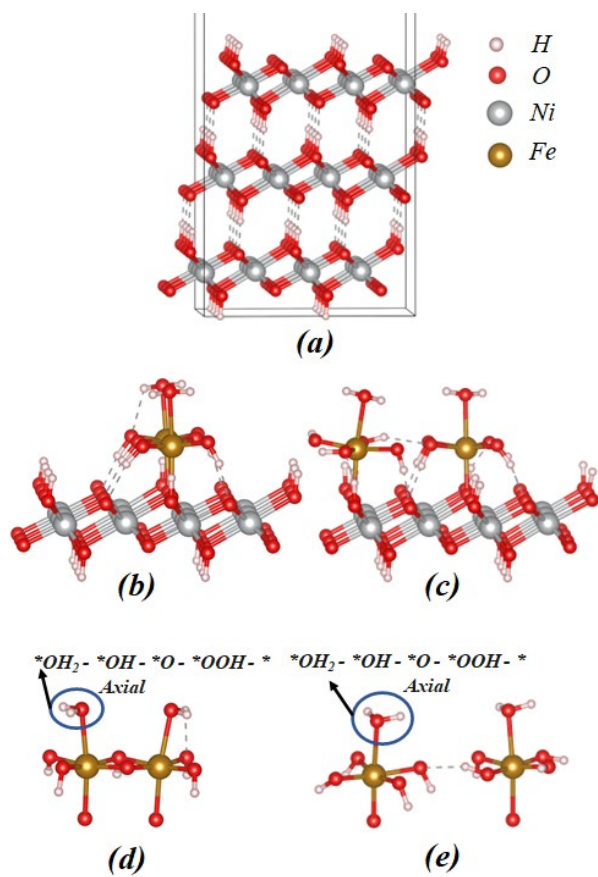 H
O
Ni
Fe
(a)
(b)
(c)
*OH₂ - *OH - *O - *OOH - *
Axial
*OH₂ - *OH - *O - *OOH - *
Axial
(d)
(e)